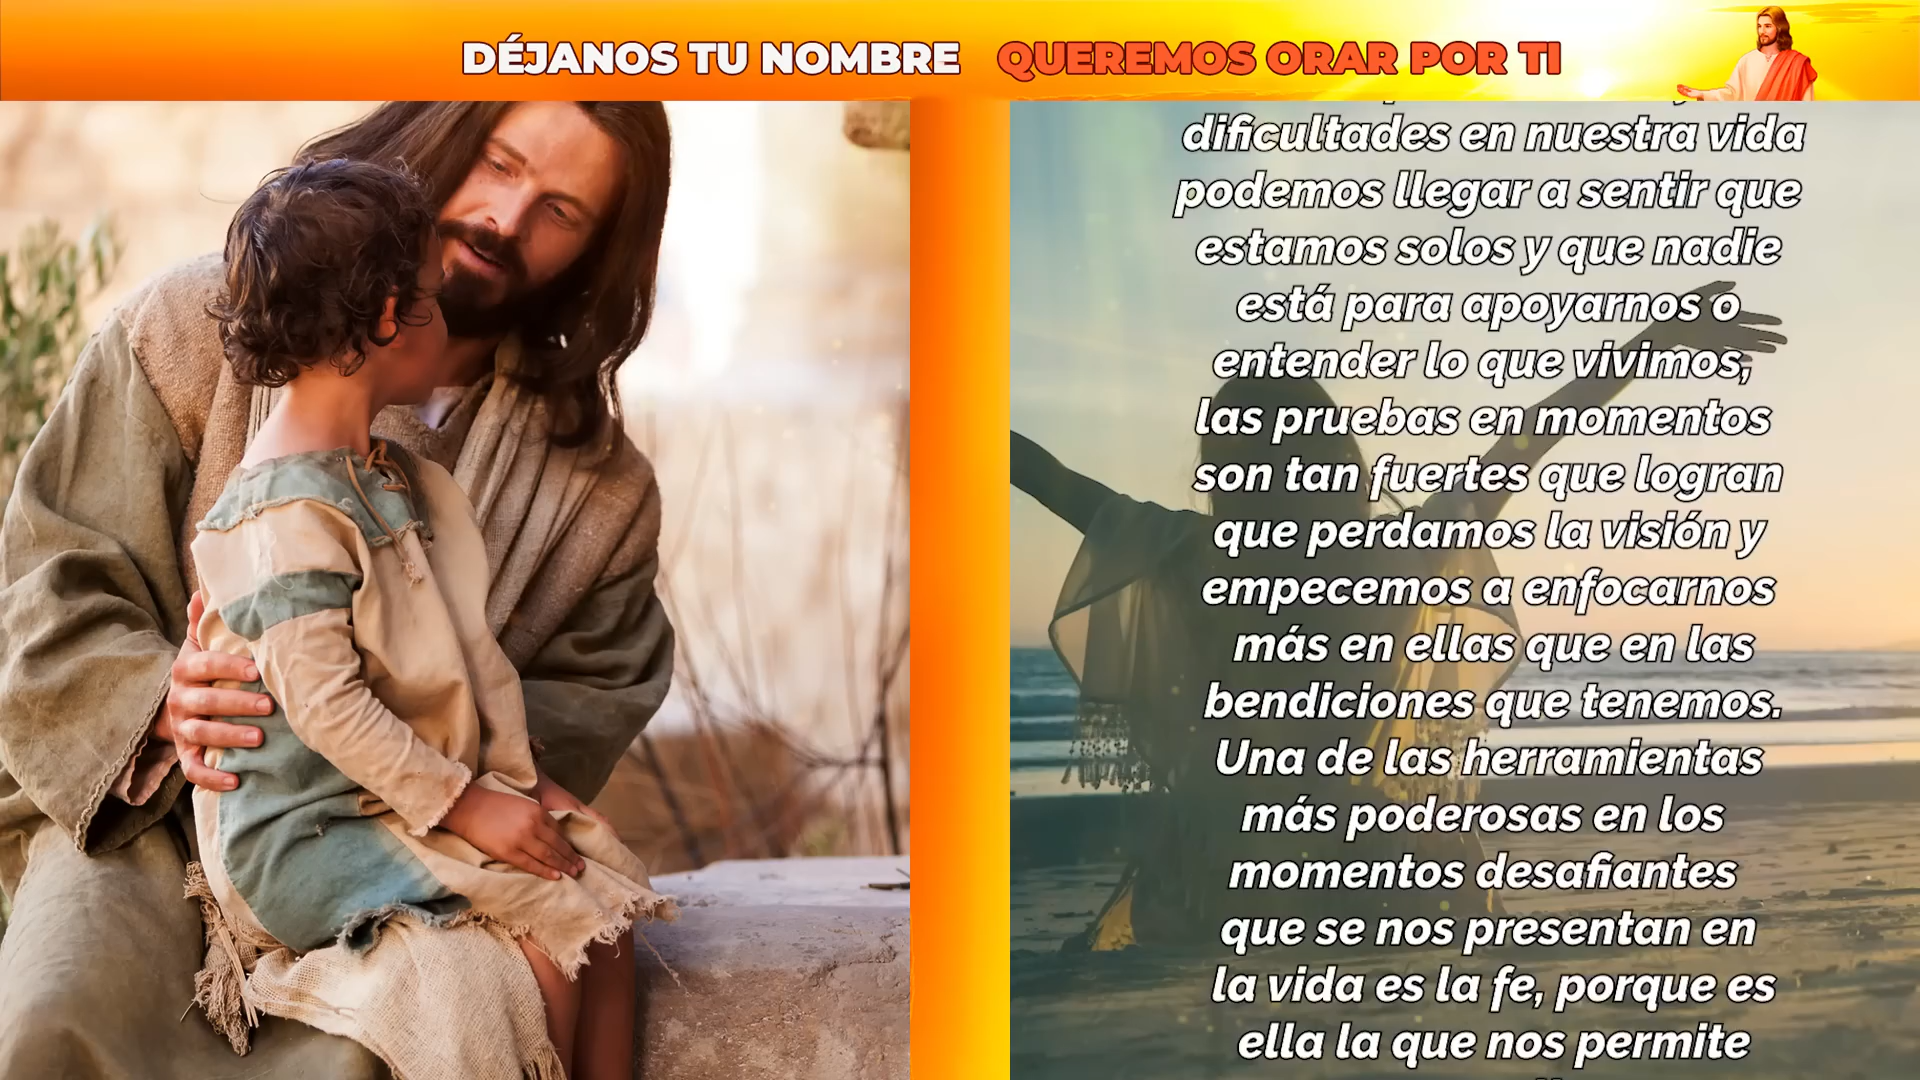 DÉJANOS TU NOMBRE QUEREMOS ORAR POR TI
dificultades en nuestra vida
podemos llegar a sentir que
estamos solos y que nadie
está para apoyarnos o
entender lo que vivimos,
las pruebas en momentos
son tan fuertes que logran
que perdamos la visión y
empecemos a enfocarnos
más en ellas que en las
bendiciones que tenemos.
Una de las herramientas
más poderosas en los
momentos desafiantes
que se nos presentan en
la vida es la fe, porque es
ella la que nos permite